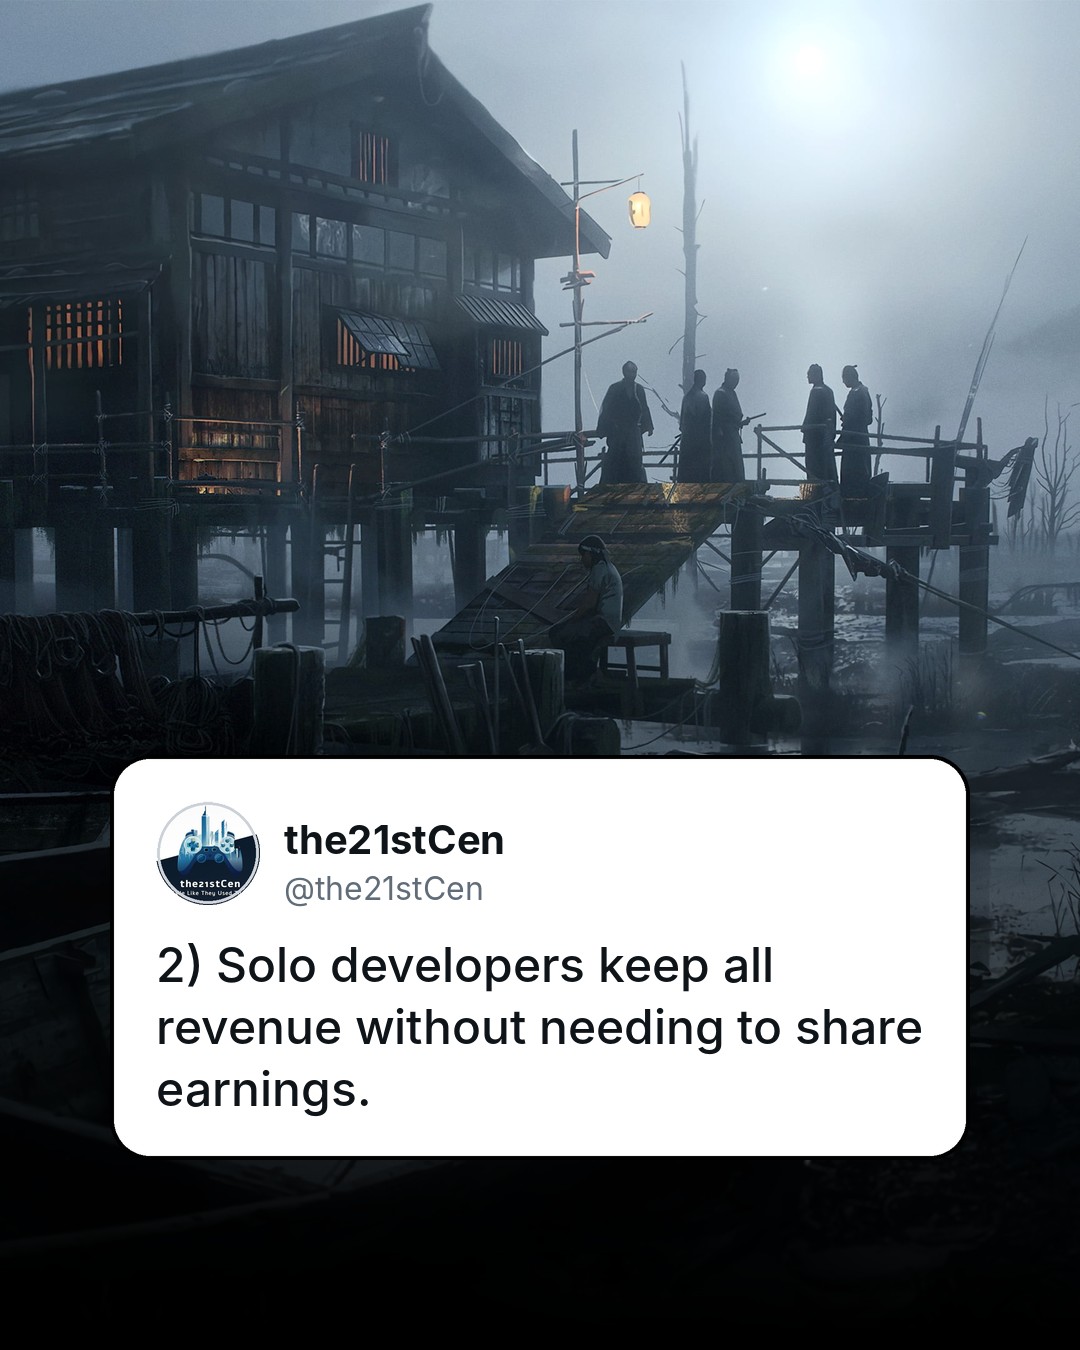 the21stCen
@the21stCen
the21stCen
2) Solo developers keep all
revenue without needing to share
earnings.